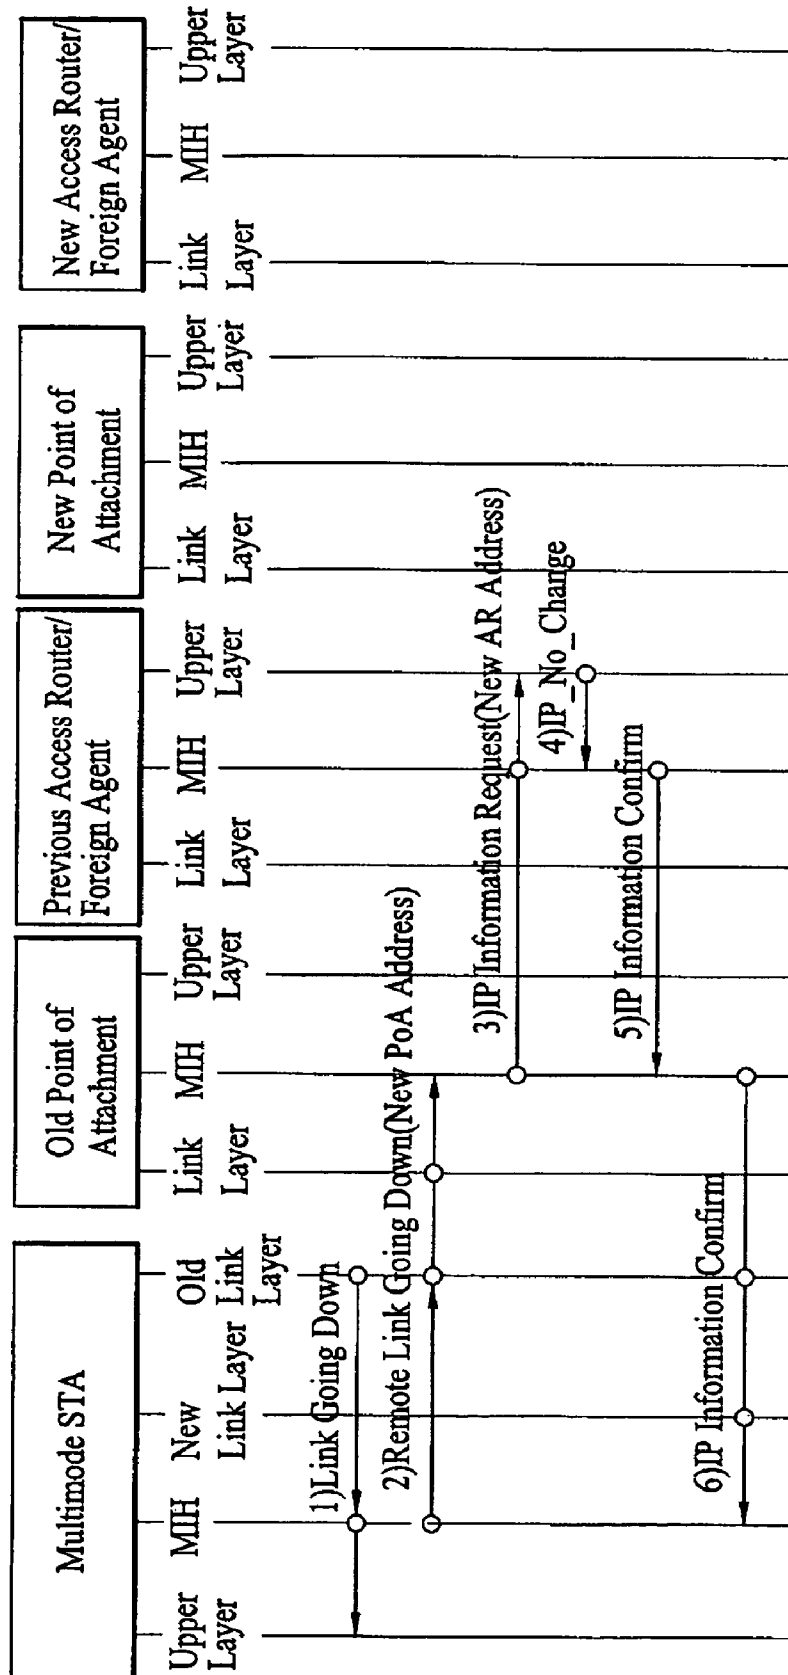 Multimode STA
Old Point of
Attachment
Previous Access Router/
Foreign Agent
New Point of
Attachment
New Access Router/
Foreign Agent
Upper
Layer
MIH
New
Link Layer
Old
Link
Layer
Link
Layer
MIH
Upper
Layer
Link
Layer
MIH
Upper
Layer
Link
Layer
MIH
Upper
Layer
Link
Layer
MIH
Upper
Layer
1)Link Going Down
2)Remote Link Going Down(New PoA Address)
3)IP Information Request(New AR Address)
4)IP_No_Change
5)IP Information Confirm
6)IP Information Confirm